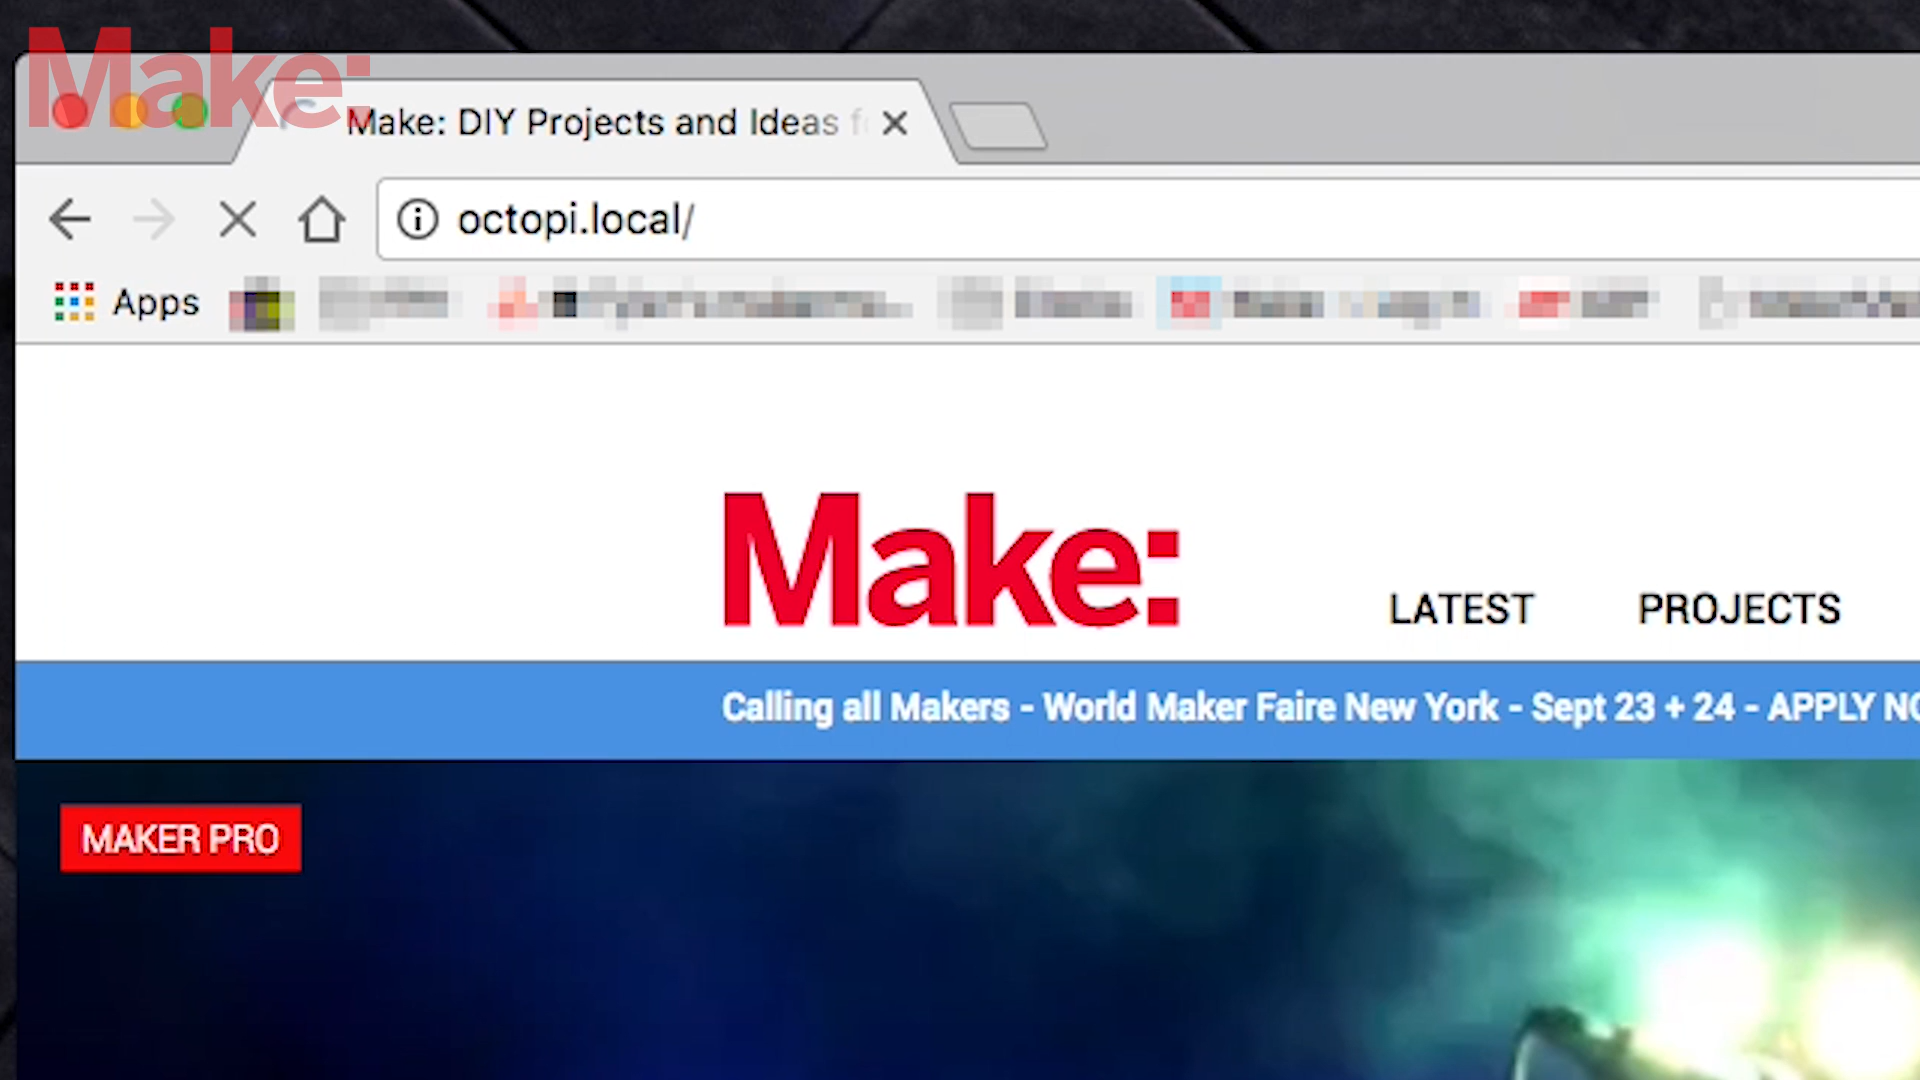 Make:
Make: DIY Projects and Ideas f
octopi.local/
Apps
Make:
LATEST PROJECTS
Calling all Makers - World Maker Faire New York - Sept 23 + 24 - APPLY
MAKER PRO